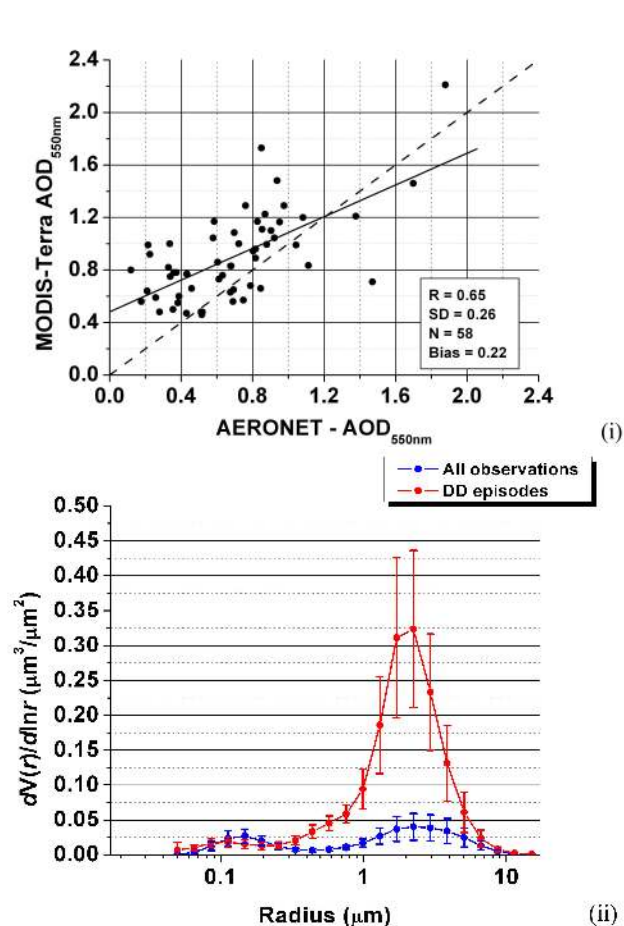 2.4
2.0
1.6
1.2
0.8
0.4
0.0
MODIS-Terra AOD550nm
R = 0.65
SD = 0.26
N = 58
Bias = 0.22
0.0 0.4 0.8 1.2 1.6 2.0 2.4
AERONET - AOD550nm
(i)
All observations
DD episodes
0.50
0.45
0.40
0.35
0.30
0.25
0.20
0.15
0.10
0.05
0.00
dV(r)/dlnr (μm³/μm²)
0.1 1 10
Radius (μm)
(ii)